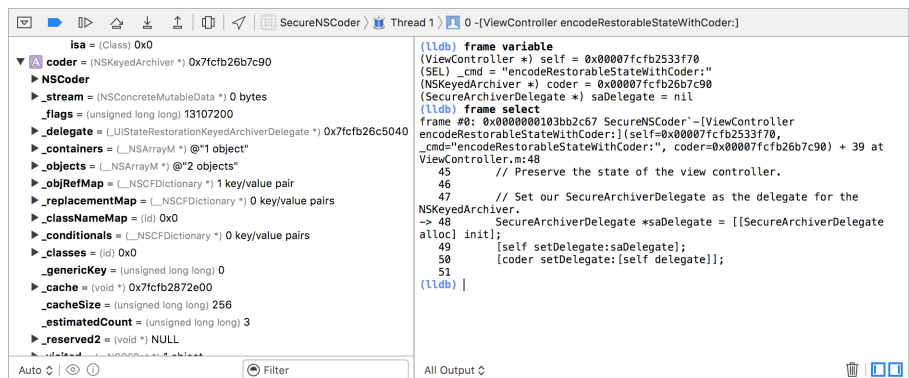 SecureNSCoder Thread 1 0 -[ViewController encodeRestorableStateWithCoder:]
isa = (Class) 0x0
A coder = (NSKeyedArchiver *) 0x7fcfb26b7c90
NSCoder
_stream = (NSConcreteMutableData *) 0 bytes
_flags = (unsigned long long) 13107200
_delegate = (_UIStateRestorationKeyedArchiverDelegate *) 0x7fcfb26c5040
_containers = (__NSArrayM *) @"1 object"
_objects = (__NSArrayM *) @"2 objects"
_objRefMap = (__NSCFDictionary *) 1 key/value pair
_replacementMap = (__NSCFDictionary *) 0 key/value pairs
_classNameMap = (id) 0x0
_conditionals = (__NSCFDictionary *) 0 key/value pairs
_classes = (id) 0x0
_genericKey = (unsigned long long) 0
_cache = (void *) 0x7fcfb2872e00
_cacheSize = (unsigned long long) 256
_estimatedCount = (unsigned long long) 3
_reserved2 = (void *) NULL
Auto
Filter
(lldb) frame variable
(ViewController *) self = 0x00007fcfb2533f70
(SEL) _cmd = "encodeRestorableStateWithCoder:"
(NSKeyedArchiver *) coder = 0x00007fcfb26b7c90
(SecureArchiverDelegate *) saDelegate = nil
(lldb) frame select
frame #0: 0x0000000103bb2c67 SecureNSCoder`-[ViewController
encodeRestorableStateWithCoder:](self=0x00007fcfb2533f70,
_cmd="encodeRestorableStateWithCoder:", coder=0x00007fcfb26b7c90) + 39 at
ViewController.m:48
45 // Preserve the state of the view controller.
46
47 // Set our SecureArchiverDelegate as the delegate for the
NSKeyedArchiver.
-> 48 SecureArchiverDelegate *saDelegate = [[SecureArchiverDelegate
alloc] init];
49 [self setDelegate:saDelegate];
50 [coder setDelegate:[self delegate]];
51
(lldb)
All Output